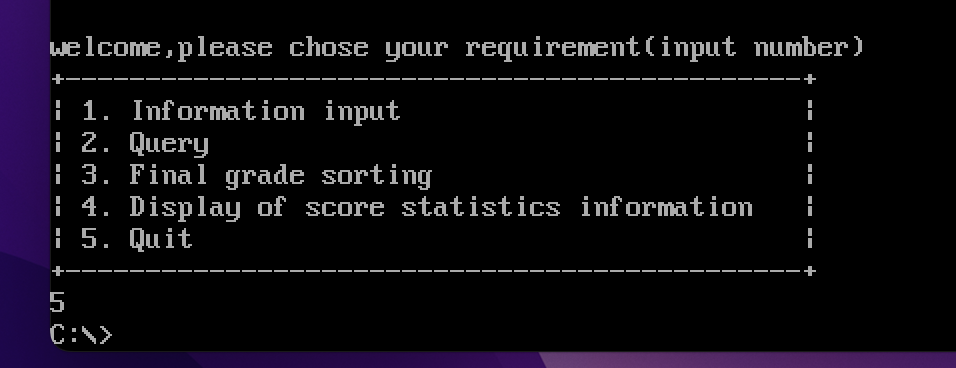 welcome,please chose your requirement(input number)
+----------------------------------------------+
| 1. Information input                         |
| 2. Query                                     |
| 3. Final grade sorting                       |
| 4. Display of score statistics information   |
| 5. Quit                                      |
+----------------------------------------------+
5
C:\>